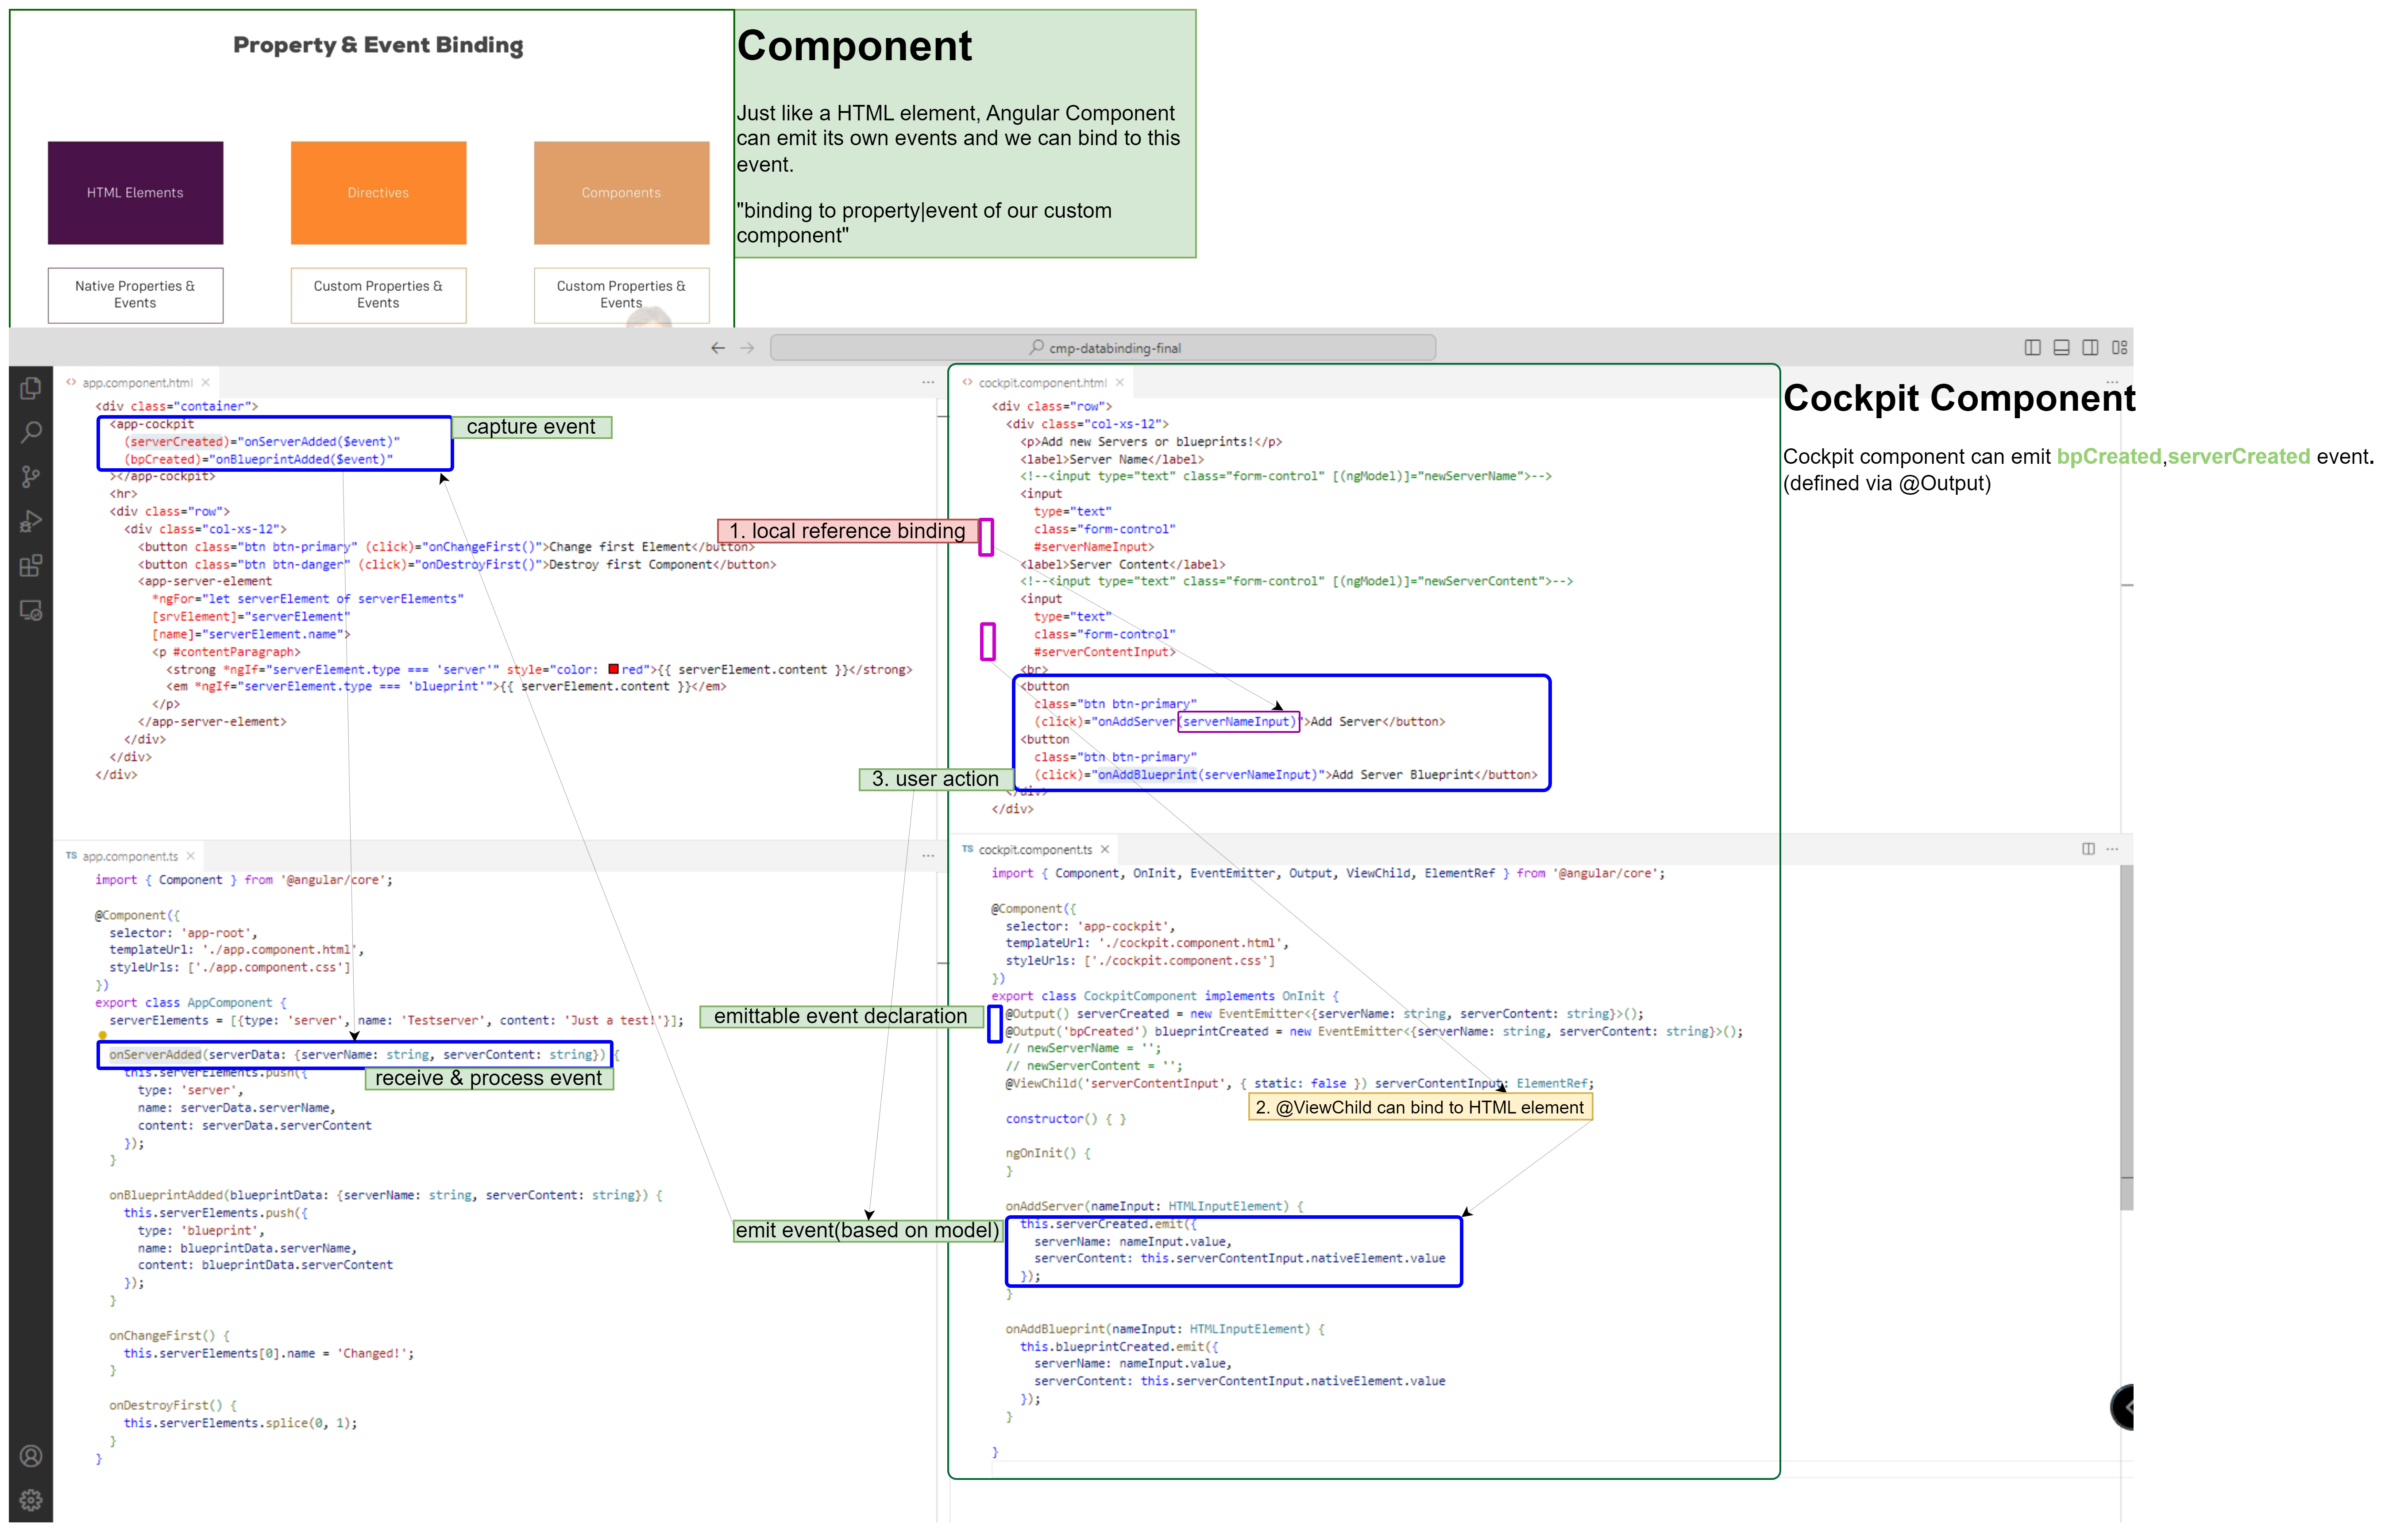 Property & Event Binding
HTML Elements
Directives
Components
Native Properties &
Events
Custom Properties &
Events
Custom Properties &
Events
Component
Just like a HTML element, Angular Component
can emit its own events and we can bind to this
event.
"binding to property|event of our custom
component"
cmp-databinding-final
app.component.html
<div class="container">
<app-cockpit
(serverCreated)="onServerAdded($event)"
(bpCreated)="onBlueprintAdded($event)"
></app-cockpit>
<hr>
<div class="row">
<div class="col-xs-12">
<button class="btn btn-primary" (click)="onChangeFirst()">Change first Element</button>
<button class="btn btn-danger" (click)="onDestroyFirst()">Destroy first Component</button>
<app-server-element
*ngFor="let serverElement of serverElements"
[srvElement]="serverElement"
[name]="serverElement.name">
<p #contentParagraph>
<strong *ngIf="serverElement.type === 'server'" style="color: red">{{ serverElement.content }}</strong>
<em *ngIf="serverElement.type === 'blueprint'">{{ serverElement.content }}</em>
</p>
</app-server-element>
</div>
</div>
</div>
capture event
1. local reference binding
3. user action
cockpit.component.html
<div class="row">
<div class="col-xs-12">
<p>Add new Servers or blueprints!</p>
<label>Server Name</label>
<!--<input type="text" class="form-control" [(ngModel)]="newServerName">-->
<input
type="text"
class="form-control"
#serverNameInput>
<label>Server Content</label>
<!--<input type="text" class="form-control" [(ngModel)]="newServerContent">-->
<input
type="text"
class="form-control"
#serverContentInput>
<br>
<button
class="btn btn-primary"
(click)="onAddServer(serverNameInput)">Add Server</button>
<button
class="btn btn-primary"
(click)="onAddBlueprint(serverNameInput)">Add Server Blueprint</button>
</div>
</div>
Cockpit Component
Cockpit component can emit bpCreated,serverCreated event.
(defined via @Output)
TS app.component.ts
import { Component } from '@angular/core';
@Component({
selector: 'app-root',
templateUrl: './app.component.html',
styleUrls: ['./app.component.css']
})
export class AppComponent {
serverElements = [{type: 'server', name: 'Testserver', content: 'Just a test!'}];
onServerAdded(serverData: {serverName: string, serverContent: string}) {
this.serverElements.push({
type: 'server',
name: serverData.serverName,
content: serverData.serverContent
});
}
onBlueprintAdded(blueprintData: {serverName: string, serverContent: string}) {
this.serverElements.push({
type: 'blueprint',
name: blueprintData.serverName,
content: blueprintData.serverContent
});
}
onChangeFirst() {
this.serverElements[0].name = 'Changed!';
}
onDestroyFirst() {
this.serverElements.splice(0, 1);
}
}
receive & process event
emittable event declaration
emit event(based on model)
TS cockpit.component.ts
import { Component, OnInit, EventEmitter, Output, ViewChild, ElementRef } from '@angular/core';
@Component({
selector: 'app-cockpit',
templateUrl: './cockpit.component.html',
styleUrls: ['./cockpit.component.css']
})
export class CockpitComponent implements OnInit {
@Output() serverCreated = new EventEmitter<{serverName: string, serverContent: string}>();
@Output('bpCreated') blueprintCreated = new EventEmitter<{serverName: string, serverContent: string}>();
// newServerName = '';
// newServerContent = '';
@ViewChild('serverContentInput', { static: false }) serverContentInput: ElementRef;
2. @ViewChild can bind to HTML element
constructor() { }
ngOnInit() {
}
onAddServer(nameInput: HTMLInputElement) {
this.serverCreated.emit({
serverName: nameInput.value,
serverContent: this.serverContentInput.nativeElement.value
});
}
onAddBlueprint(nameInput: HTMLInputElement) {
this.blueprintCreated.emit({
serverName: nameInput.value,
serverContent: this.serverContentInput.nativeElement.value
});
}
}